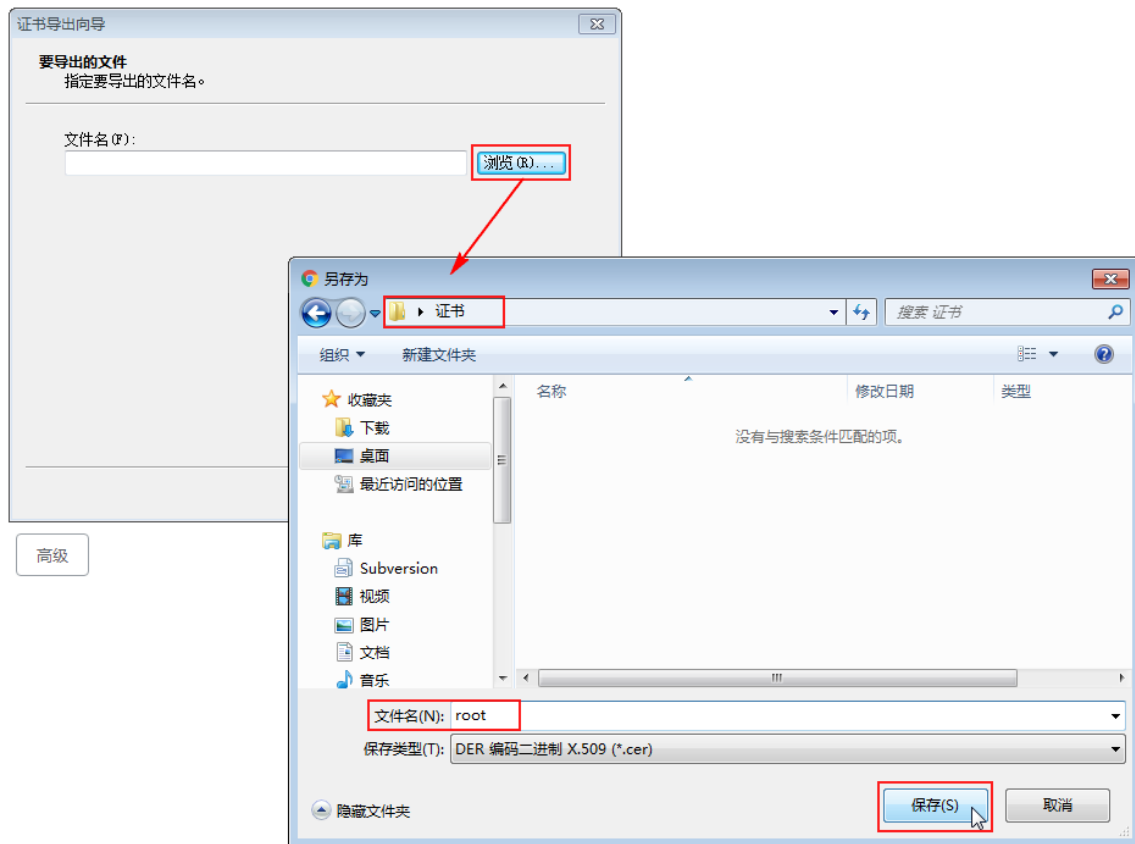 证书导出向导
要导出的文件
指定要导出的文件名。
文件名(F):
浏览(R)...
另存为
证书
搜索 证书
组织
新建文件夹
名称
修改日期
类型
没有与搜索条件匹配的项。
收藏夹
下载
桌面
最近访问的位置
库
Subversion
视频
图片
文档
音乐
文件名(N): root
保存类型(T): DER 编码二进制 X.509 (*.cer)
隐藏文件夹
保存(S)
取消
高级